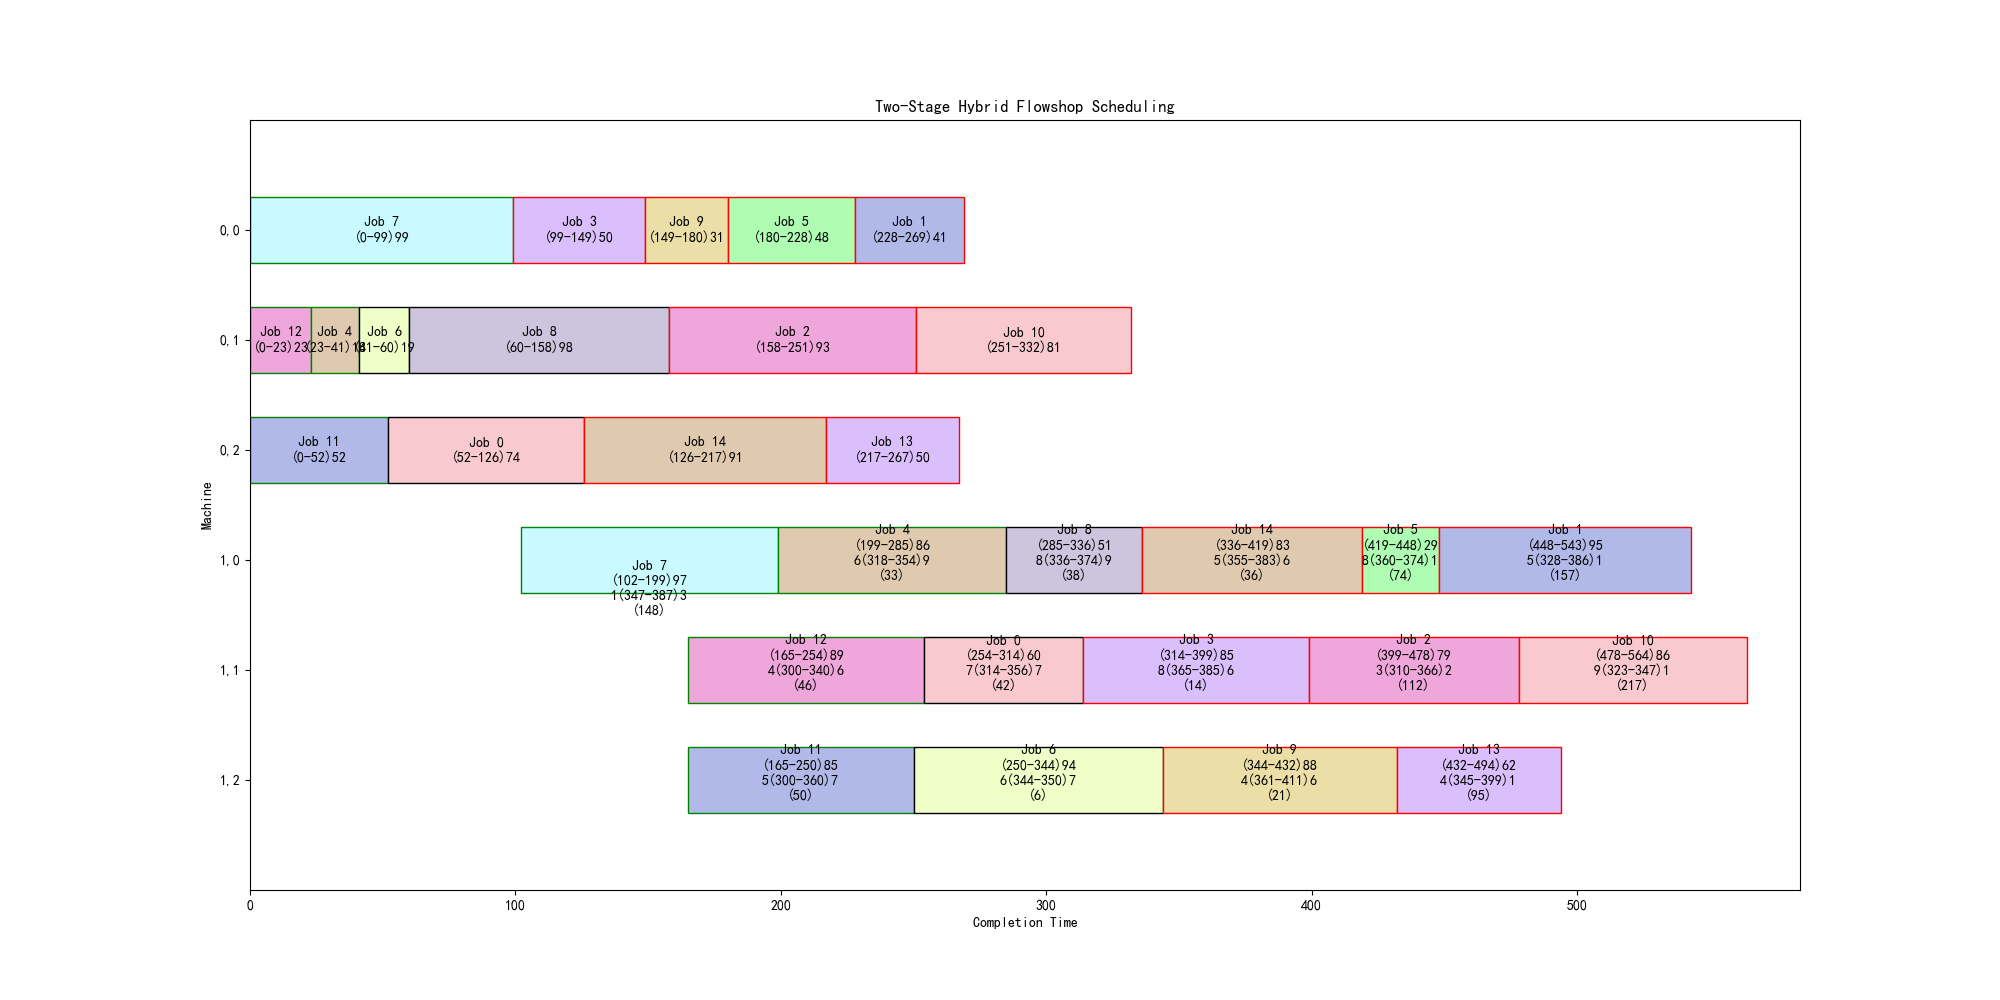 Two-Stage Hybrid Flowshop Scheduling
Machine
0,0
Job 7
(0-99)99
Job 3
(99-149)50
Job 9
(149-180)31
Job 5
(180-228)48
Job 1
(228-269)41
0,1
Job 12
(0-23)23
Job 4
(23-41)18
Job 6
(41-60)19
Job 8
(60-158)98
Job 2
(158-251)93
Job 10
(251-332)81
0,2
Job 11
(0-52)52
Job 0
(52-126)74
Job 14
(126-217)91
Job 13
(217-267)50
1,0
Job 7
(102-199)97
1(347-387)3
(148)
Job 4
(199-285)86
6(318-354)9
(33)
Job 8
(285-336)51
8(336-374)9
(38)
Job 14
(336-419)83
5(355-383)6
(36)
Job 5
(419-448)29
8(360-374)1
(74)
Job 1
(448-543)95
5(328-386)1
(157)
1,1
Job 12
(165-254)89
4(300-340)6
(46)
Job 0
(254-314)60
7(314-356)7
(42)
Job 3
(314-399)85
8(365-385)6
(14)
Job 2
(399-478)79
3(310-366)2
(112)
Job 10
(478-564)86
9(323-347)1
(217)
1,2
Job 11
(165-250)85
5(300-360)7
(50)
Job 6
(250-344)94
6(344-350)7
(6)
Job 9
(344-432)88
4(361-411)6
(21)
Job 13
(432-494)62
4(345-399)1
(95)
0
100
200
300
400
500
Completion Time